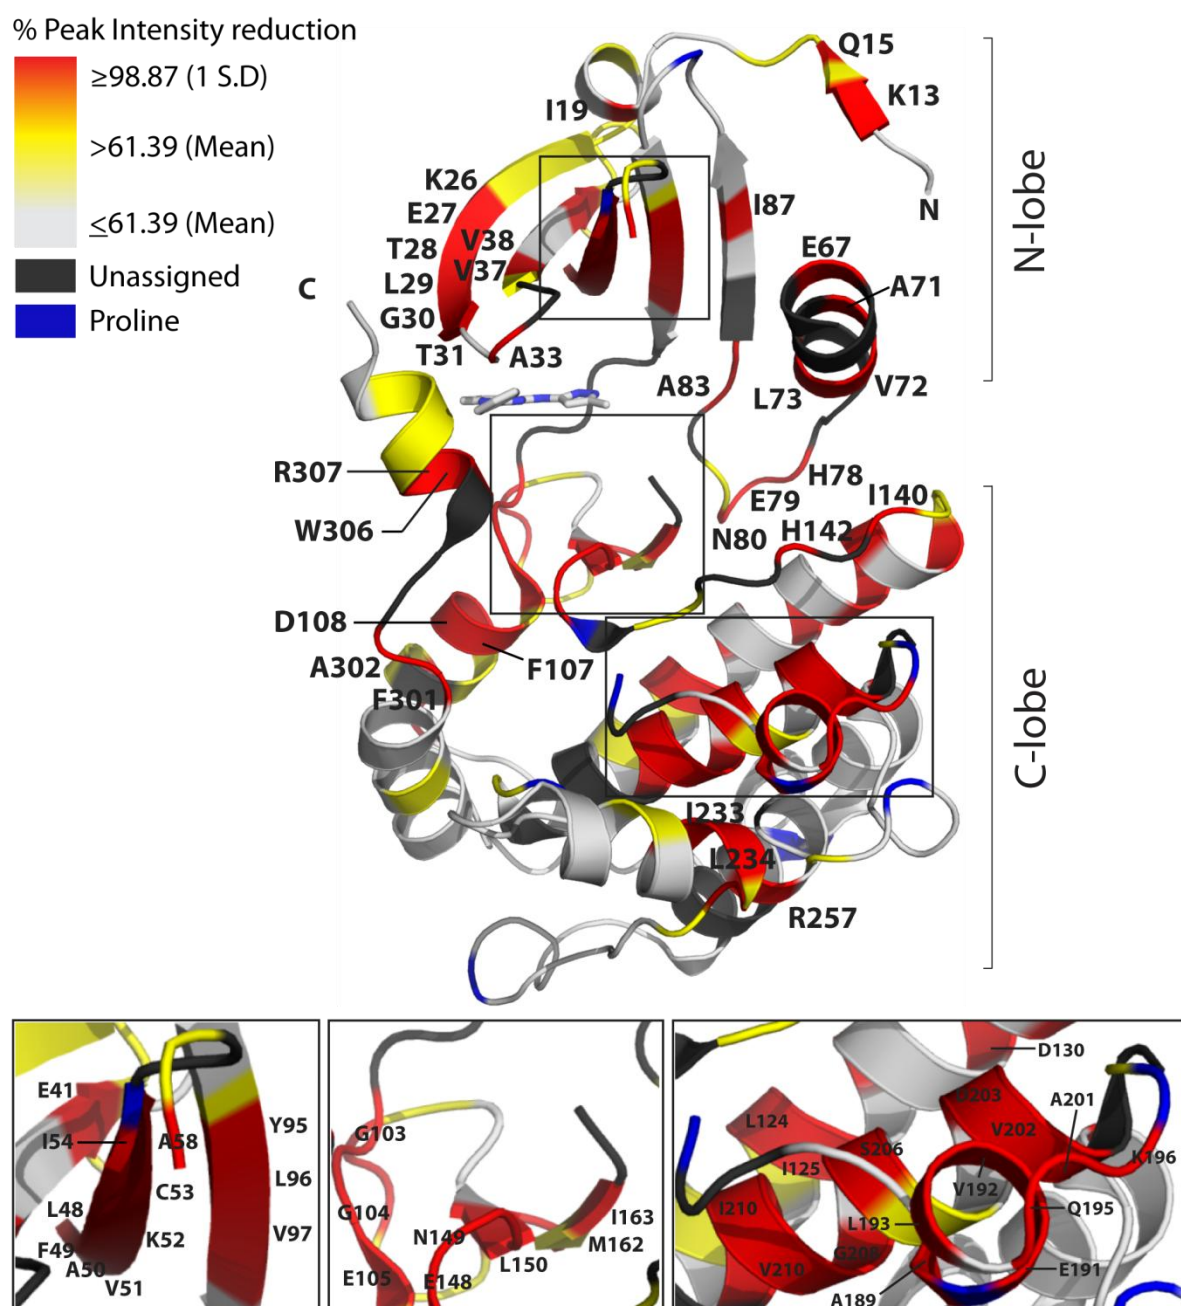 % Peak Intensity reduction
≥98.87 (1 S.D)
>61.39 (Mean)
≤61.39 (Mean)
Unassigned
Proline
Q15
K13
I19
N
K26
E27
T28
L29
G30
T31
V38
V37
A33
C
I87
E67
A71
V72
L73
A83
N-lobe
H78
E79
N80
I140
H142
R307
W306
D108
A302
F301
F107
I233
L234
R257
C-lobe
E41
I54
A58
Y95
L96
V97
C53
L48
K52
F49
A50
V51
G103
G104
N149
E105
E148
L150
I163
M162
D130
D203
A201
L124
V202
S206
K196
I125
V192
I210
Q195
L193
G208
V210
E191
A189